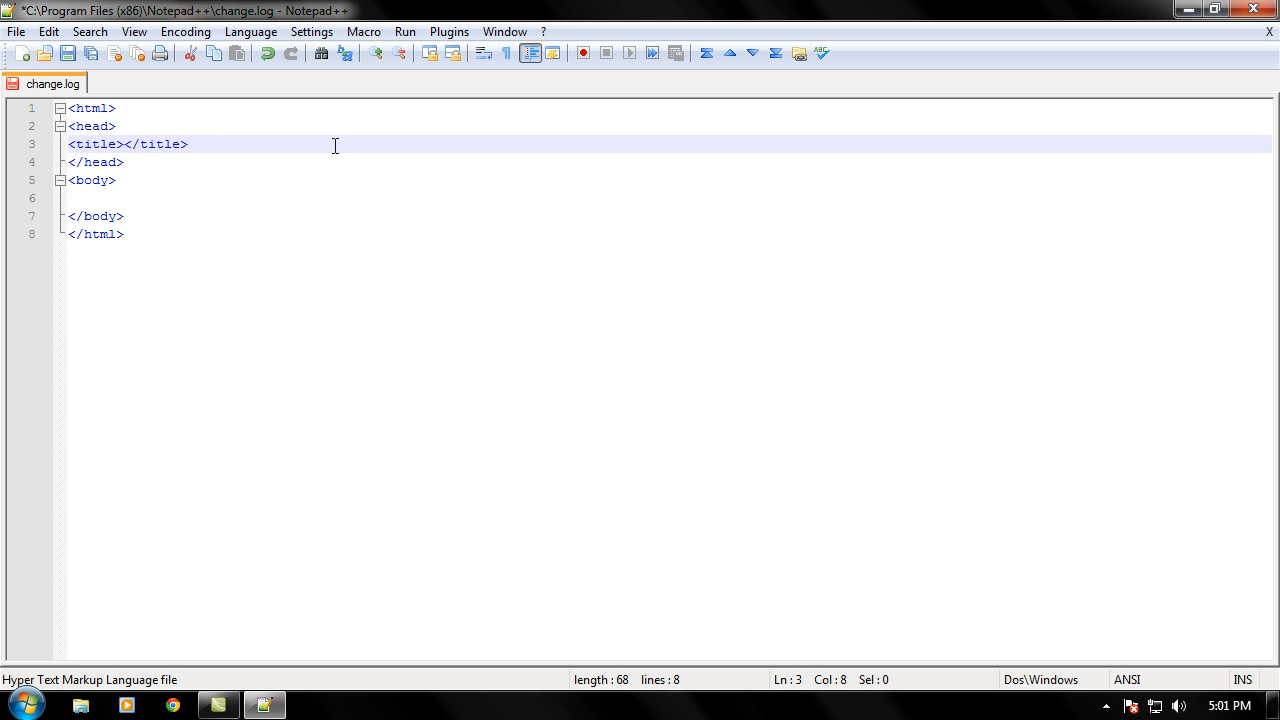 *C:\Program Files (x86)\Notepad++\change.log - Notepad++
File Edit Search View Encoding Language Settings Macro Run Plugins Window ? X
change.log
1 <html>
2 <head>
3 <title></title>
4 </head>
5 <body>
6
7 </body>
8 </html>
Hyper Text Markup Language file length : 68 lines : 8 Ln : 3 Col : 8 Sel : 0 Dos\Windows ANSI INS
5:01 PM